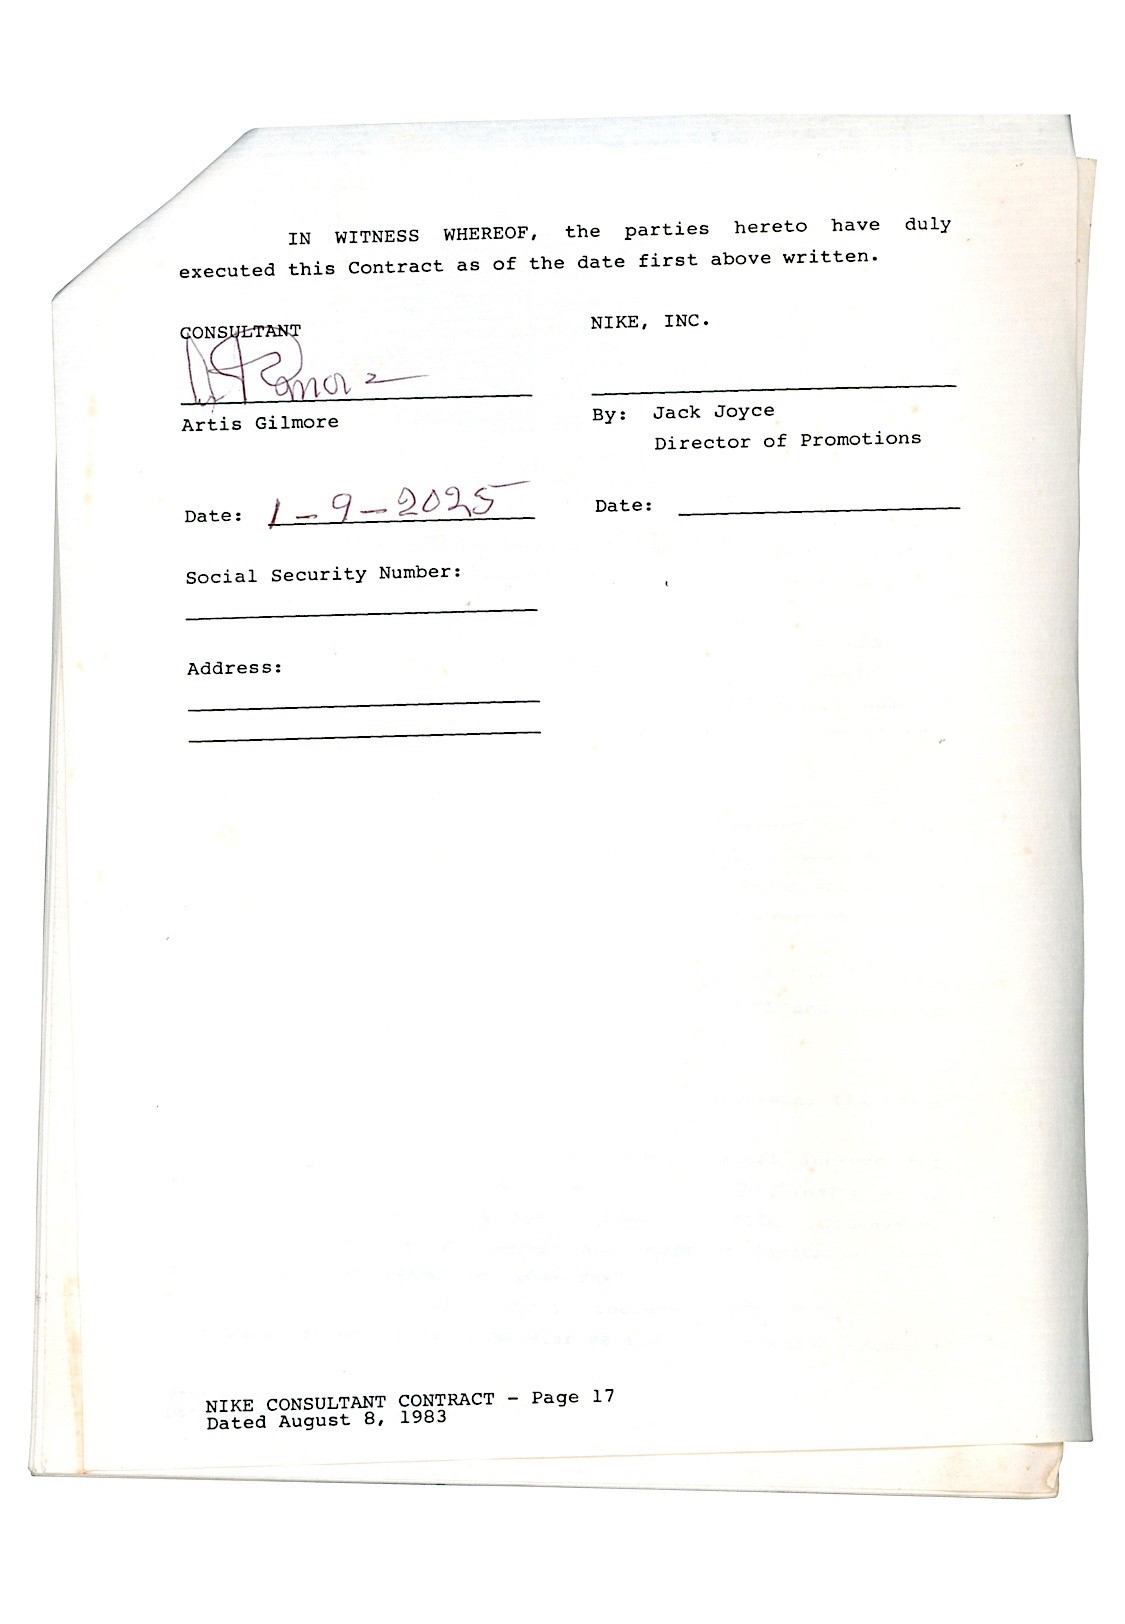 IN WITNESS WHEREOF, the parties hereto have duly
executed this Contract as of the date first above written.
CONSULTANT
NIKE, INC.
Artis Gilmore
By: Jack Joyce
Director of Promotions
Date: 1-9-2025
Date:
Social Security Number:
Address:
NIKE CONSULTANT CONTRACT - Page 17
Dated August 8, 1983